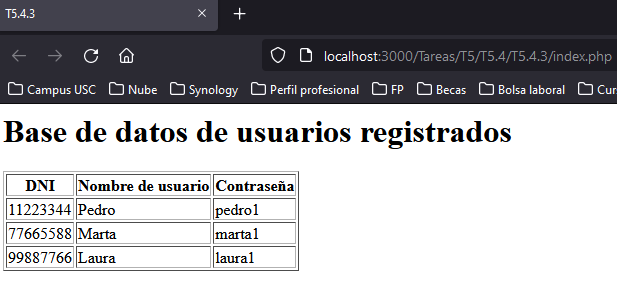 T5.4.3
localhost:3000/Tareas/T5/T5.4/T5.4.3/index.php
Campus USC Nube Synology Perfil profesional FP Becas Bolsa laboral Cur
Base de datos de usuarios registrados
DNI Nombre de usuario Contraseña
11223344 Pedro pedro1
77665588 Marta marta1
99887766 Laura laura1